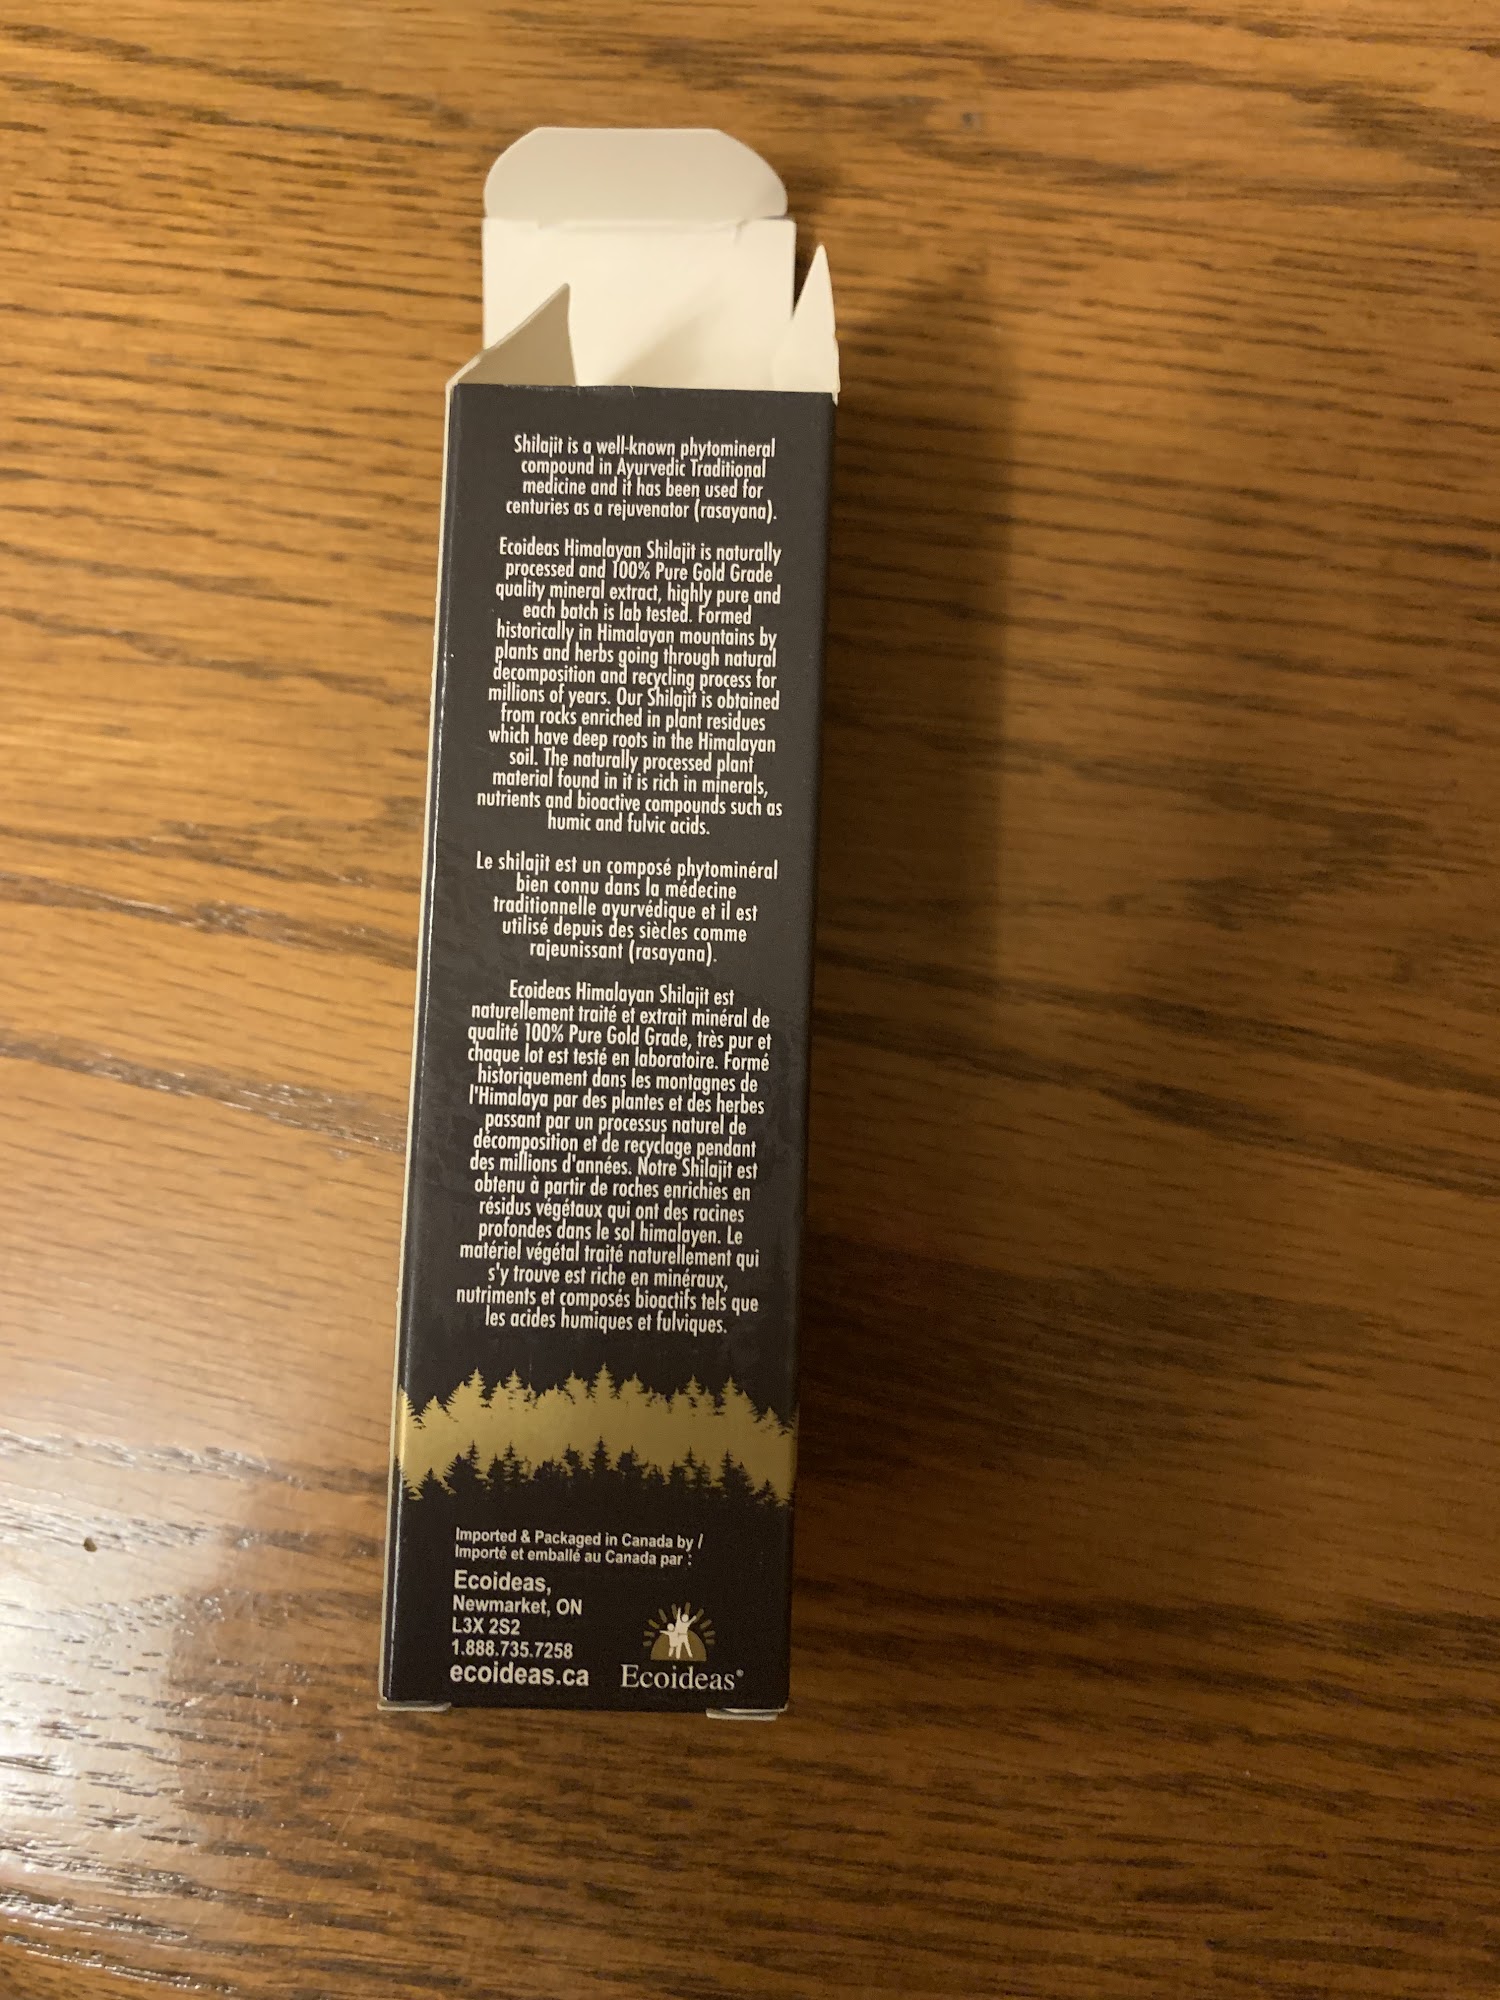 Shilajit is a well-known phytomineral
compound in Ayurvedic Traditional
medicine and it has been used for
centuries as a rejuvenator (rasayana).
Ecoideas Himalayan Shilajit is naturally
processed and 100% Pure Gold Grade
quality mineral extract, highly pure and
each batch is lab tested. Formed
historically in Himalayan mountains by
plants and herbs going through natural
decomposition and recycling process for
millions of years. Our Shilajit is obtained
from rocks enriched in plant residues
which have deep roots in the Himalayan
soil. The naturally processed plant
material found in it is rich in minerals,
nutrients and bioactive compounds such as
humic and fulvic acids.
Le shilajit est un composé phytominéral
bien connu dans la médecine
traditionnelle ayurvédique et il est
utilisé depuis des siècles comme
rajeunissant (rasayana).
Ecoideas Himalayan Shilajit est
naturellement traité et extrait minéral de
qualité 100% Pure Gold Grade, très pur et
chaque lot est testé en laboratoire. Formé
historiquement dans les montagnes de
l'Himalaya par des plantes et des herbes
passant par un processus naturel de
décomposition et de recyclage pendant
des millions d'années. Notre Shilajit est
obtenu à partir de roches enrichies en
résidus végétaux qui ont des racines
profondes dans le sol himalayen. Le
matériel végétal traité naturellement qui
s'y trouve est riche en minéraux,
nutriments et composés bioactifs tels que
les acides humiques et fulviques.
Imported & Packaged in Canada by /
Importé et emballé au Canada par :
Ecoideas,
Newmarket, ON
L3X 2S2
1.888.735.7258
ecoideas.ca
Ecoideas®